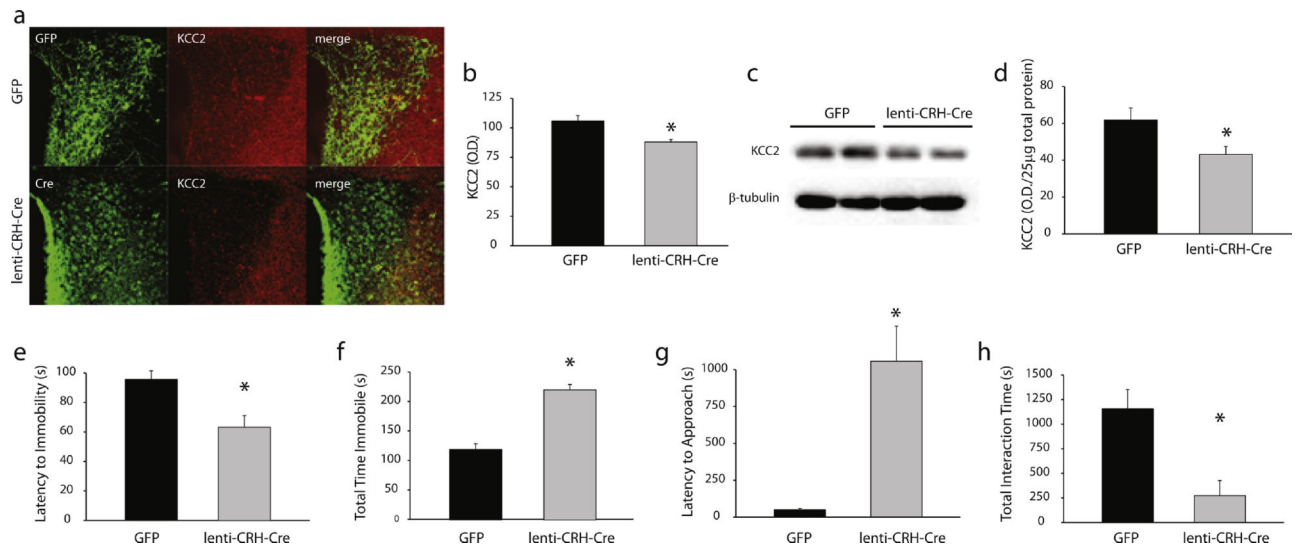 a
GFP KCC2 merge
GFP
Cre KCC2 merge
lenti-CRH-Cre
b
KCC2 (O.D.)
125
100
75
50
25
0
*
GFP lenti-CRH-Cre
c
GFP lenti-CRH-Cre
KCC2
β-tubulin
d
KCC2 (O.D./25μg total protein)
80
60
40
20
0
*
GFP lenti-CRH-Cre
e
Latency to Immobility (s)
100
80
60
40
20
0
*
GFP lenti-CRH-Cre
f
Total Time Immobile (s)
250
200
150
100
50
0
*
GFP lenti-CRH-Cre
g
Latency to Approach (s)
1000
750
500
250
0
*
GFP lenti-CRH-Cre
h
Total Interaction Time (s)
1500
1250
1000
750
500
250
0
*
GFP lenti-CRH-Cre